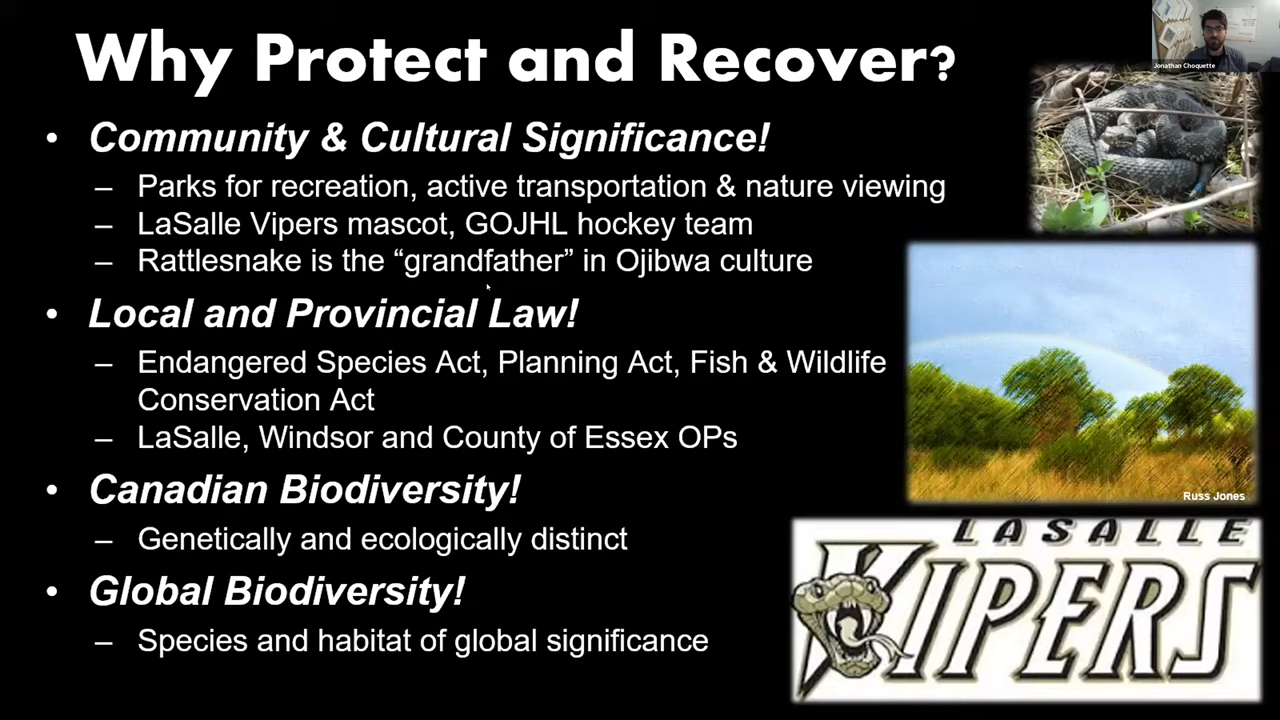 Why Protect and Recover?
Jonathan Choquette
• Community & Cultural Significance!
– Parks for recreation, active transportation & nature viewing
– LaSalle Vipers mascot, GOJHL hockey team
– Rattlesnake is the “grandfather” in Ojibwa culture
• Local and Provincial Law!
– Endangered Species Act, Planning Act, Fish & Wildlife
Conservation Act
– LaSalle, Windsor and County of Essex OPs
• Canadian Biodiversity!
– Genetically and ecologically distinct
• Global Biodiversity!
– Species and habitat of global significance
Russ Jones
LASALLE
VIPERS